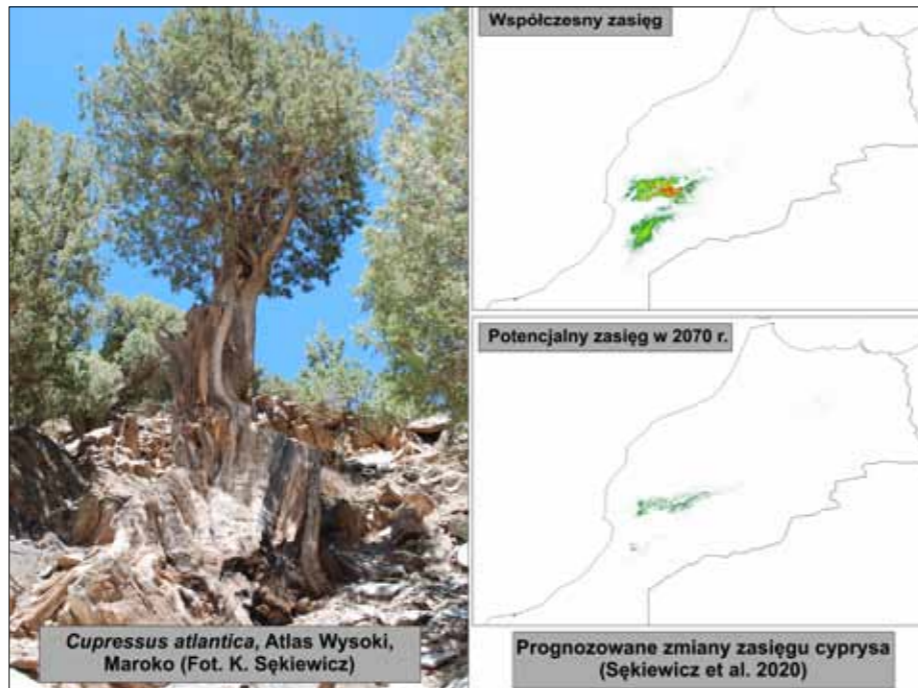 Współczesny zasięg
Potencjalny zasięg w 2070 r.
Cupressus atlantica, Atlas Wysoki,
Maroko (Fot. K. Sękiewicz)
Prognozowane zmiany zasięgu cyprysa
(Sękiewicz et al. 2020)